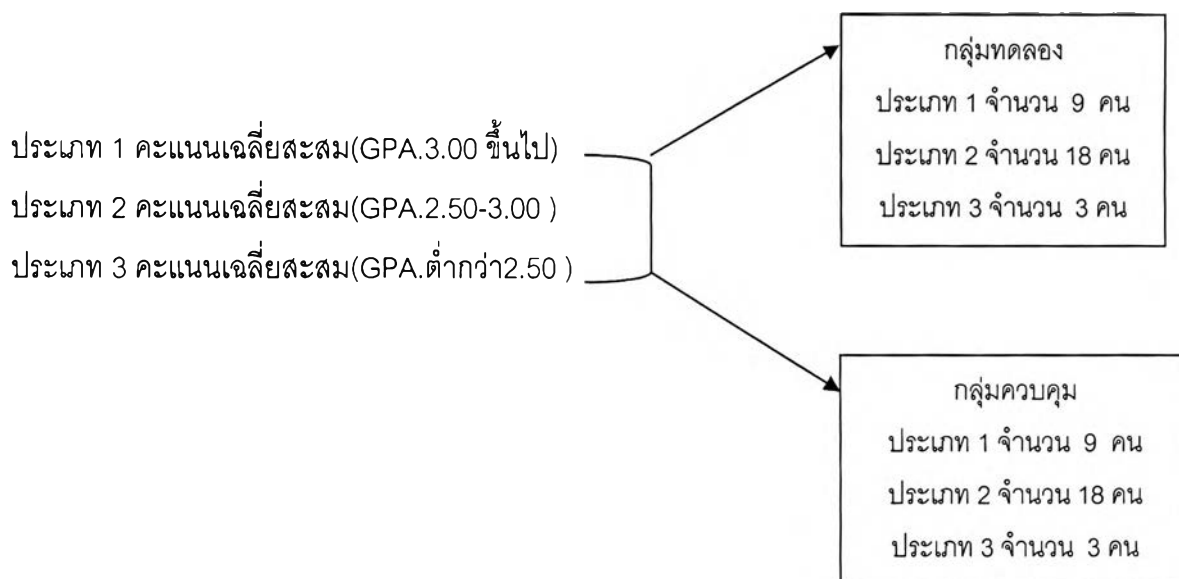 กลุ่มทดลอง
ประเภท 1 จำนวน 9 คน
ประเภท 2 จำนวน 18 คน
ประเภท 3 จำนวน 3 คน
ประเภท 1 คะแนนเฉลี่ยสะสม(GPA.3.00 ขึ้นไป)
ประเภท 2 คะแนนเฉลี่ยสะสม(GPA.2.50-3.00 )
ประเภท 3 คะแนนเฉลี่ยสะสม(GPA.ต่ำกว่า2.50 )
กลุ่มควบคุม
ประเภท 1 จำนวน 9 คน
ประเภท 2 จำนวน 18 คน
ประเภท 3 จำนวน 3 คน